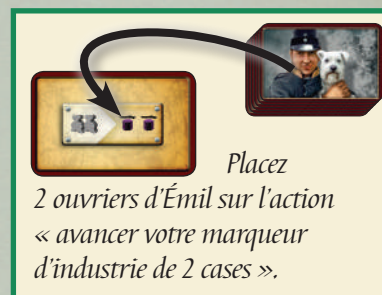 Placez
2 ouvriers d'Émil sur l'action
« avancer votre marqueur
d'industrie de 2 cases ».